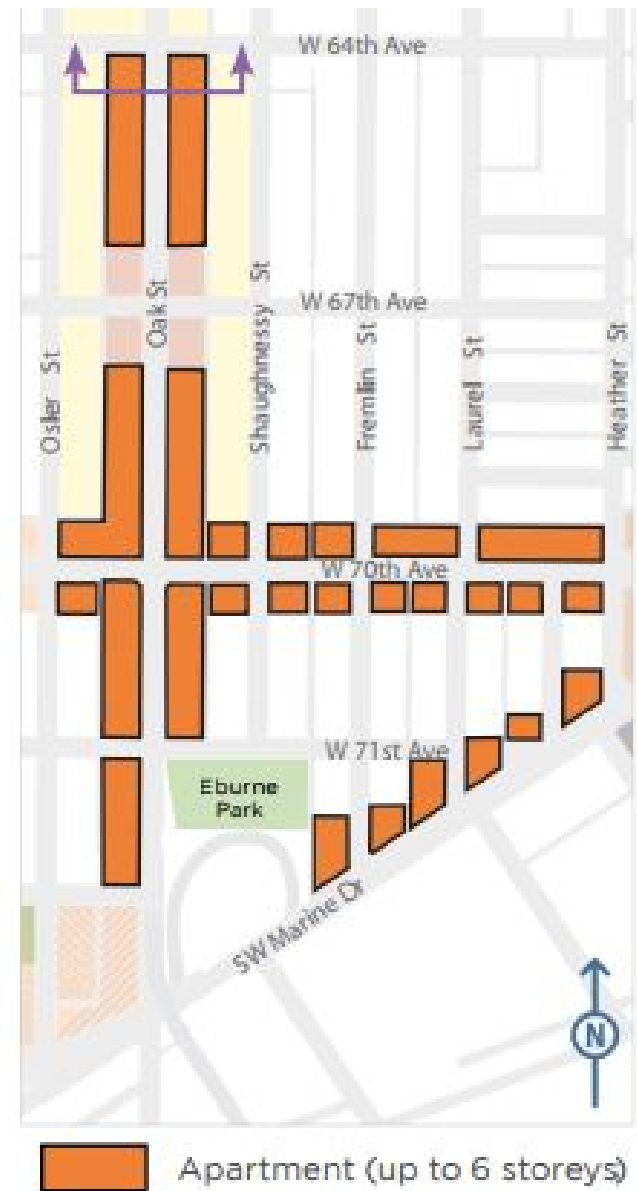 W 64th Ave
W 67th Ave
Oak St
Shaughnessy St
Osler St
Fremlin St
Laurel St
Heather St
W 70th Ave
W 71st Ave
Eburne
Park
SW Marine Dr
N
Apartment (up to 6 storeys)